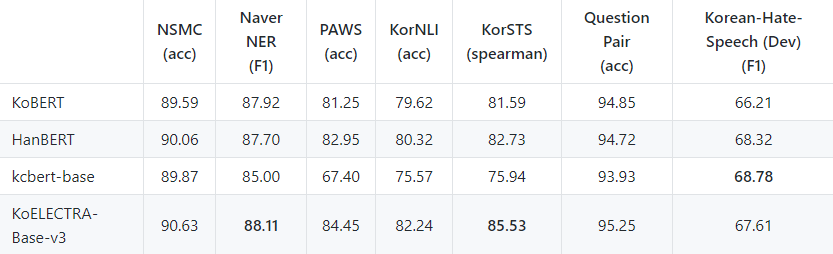 NSMC (acc) Naver NER (F1) PAWS (acc) KorNLI (acc) KorSTS (spearman) Question Pair (acc) Korean-Hate-Speech (Dev) (F1)
KoBERT 89.59 87.92 81.25 79.62 81.59 94.85 66.21
HanBERT 90.06 87.70 82.95 80.32 82.73 94.72 68.32
kcbert-base 89.87 85.00 67.40 75.57 75.94 93.93 68.78
KoELECTRA-Base-v3 90.63 88.11 84.45 82.24 85.53 95.25 67.61